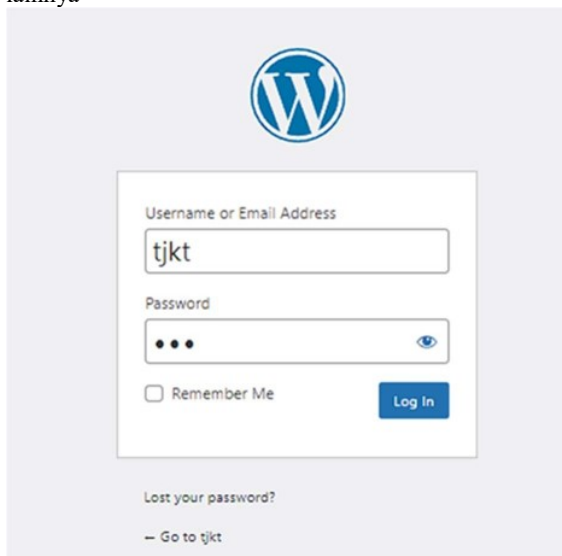 Username or Email Address
tjkt
Password
•••
Remember Me
Log In
Lost your password?
← Go to tjkt